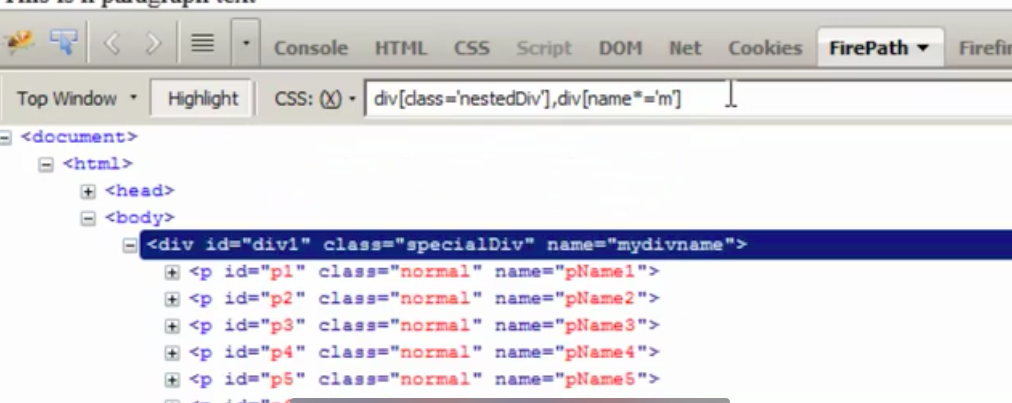 This is n paragraph text
Console HTML CSS Script DOM Net Cookies FirePath Firefi
Top Window Highlight CSS: (X) div[class='nestedDiv'],div[name*='m']
<document>
<html>
<head>
<body>
<div id="div1" class="specialDiv" name="mydivname">
<p id="p1" class="normal" name="pName1">
<p id="p2" class="normal" name="pName2">
<p id="p3" class="normal" name="pName3">
<p id="p4" class="normal" name="pName4">
<p id="p5" class="normal" name="pName5">